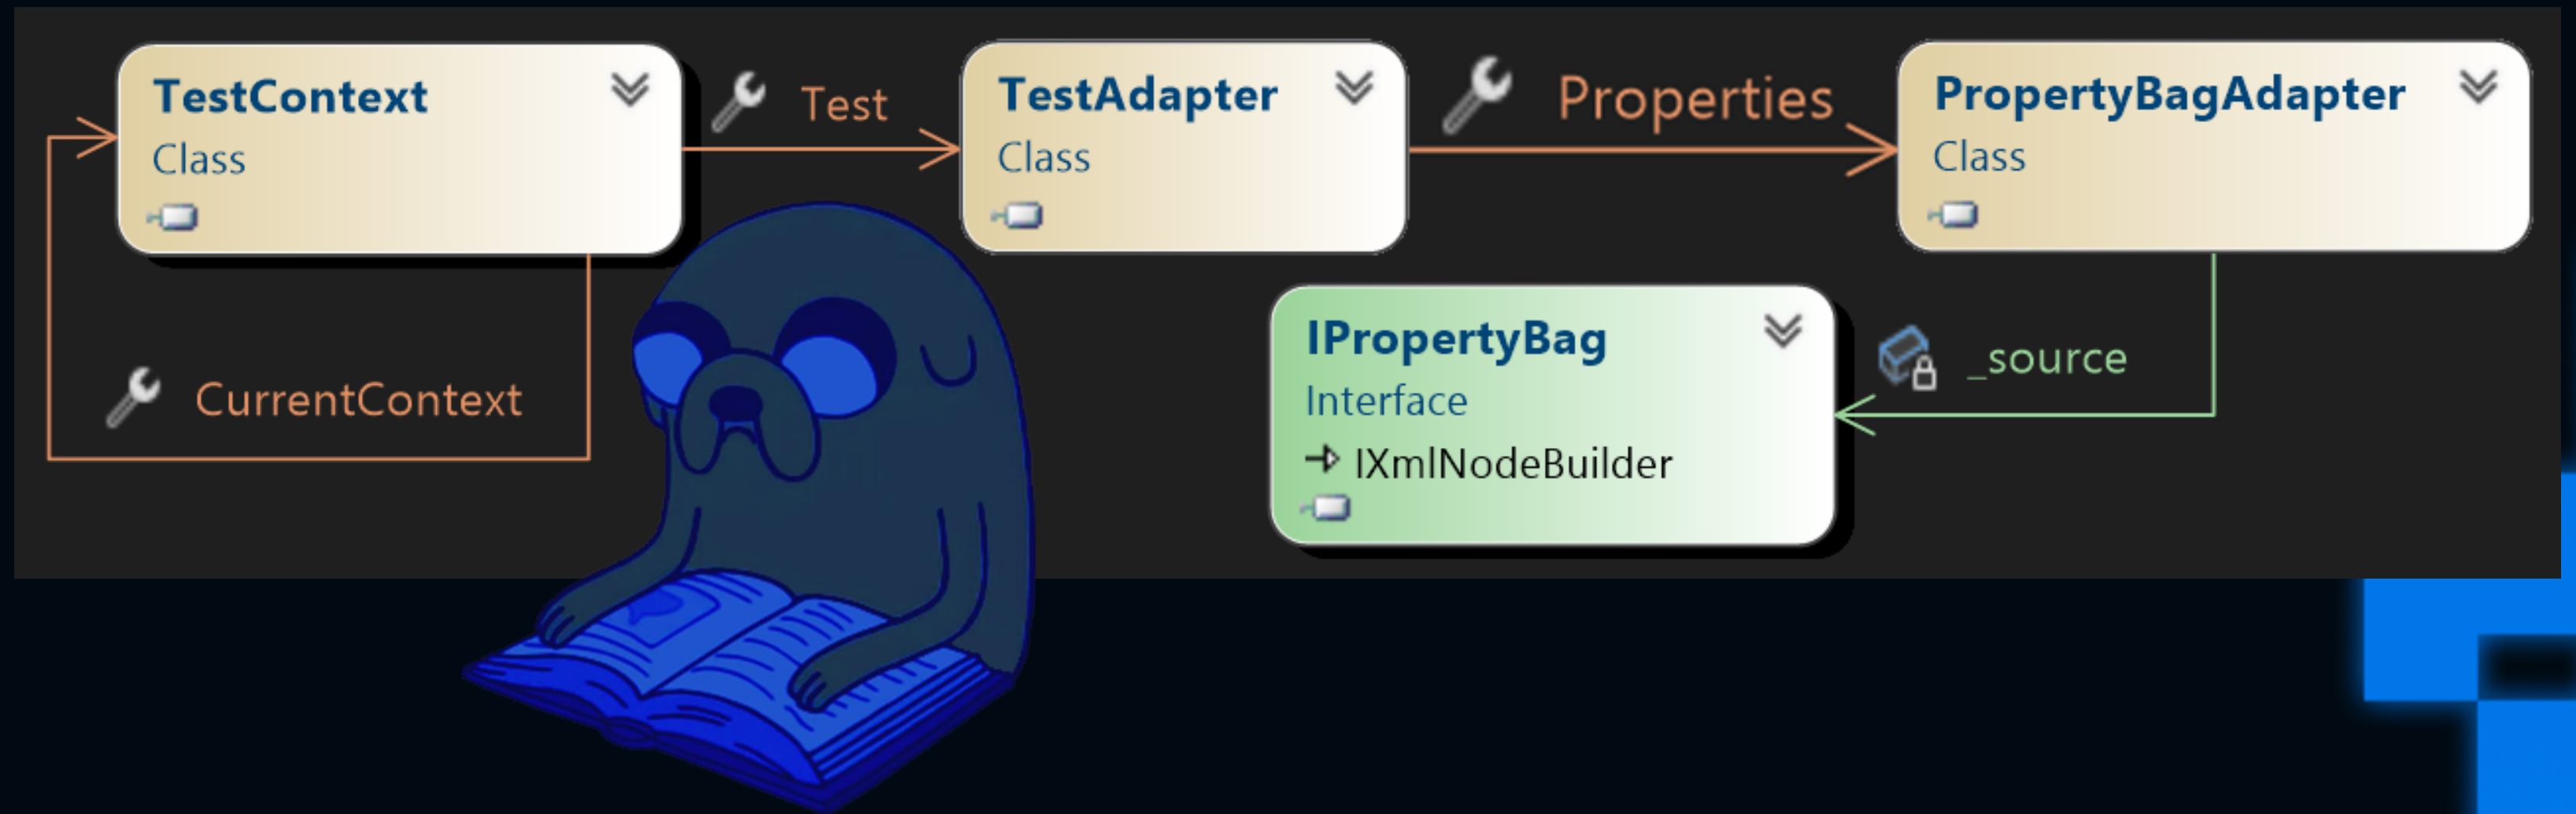 TestContext
Class
Test
TestAdapter
Class
Properties
PropertyBagAdapter
Class
CurrentContext
IPropertyBag
Interface
IXmlNodeBuilder
_source